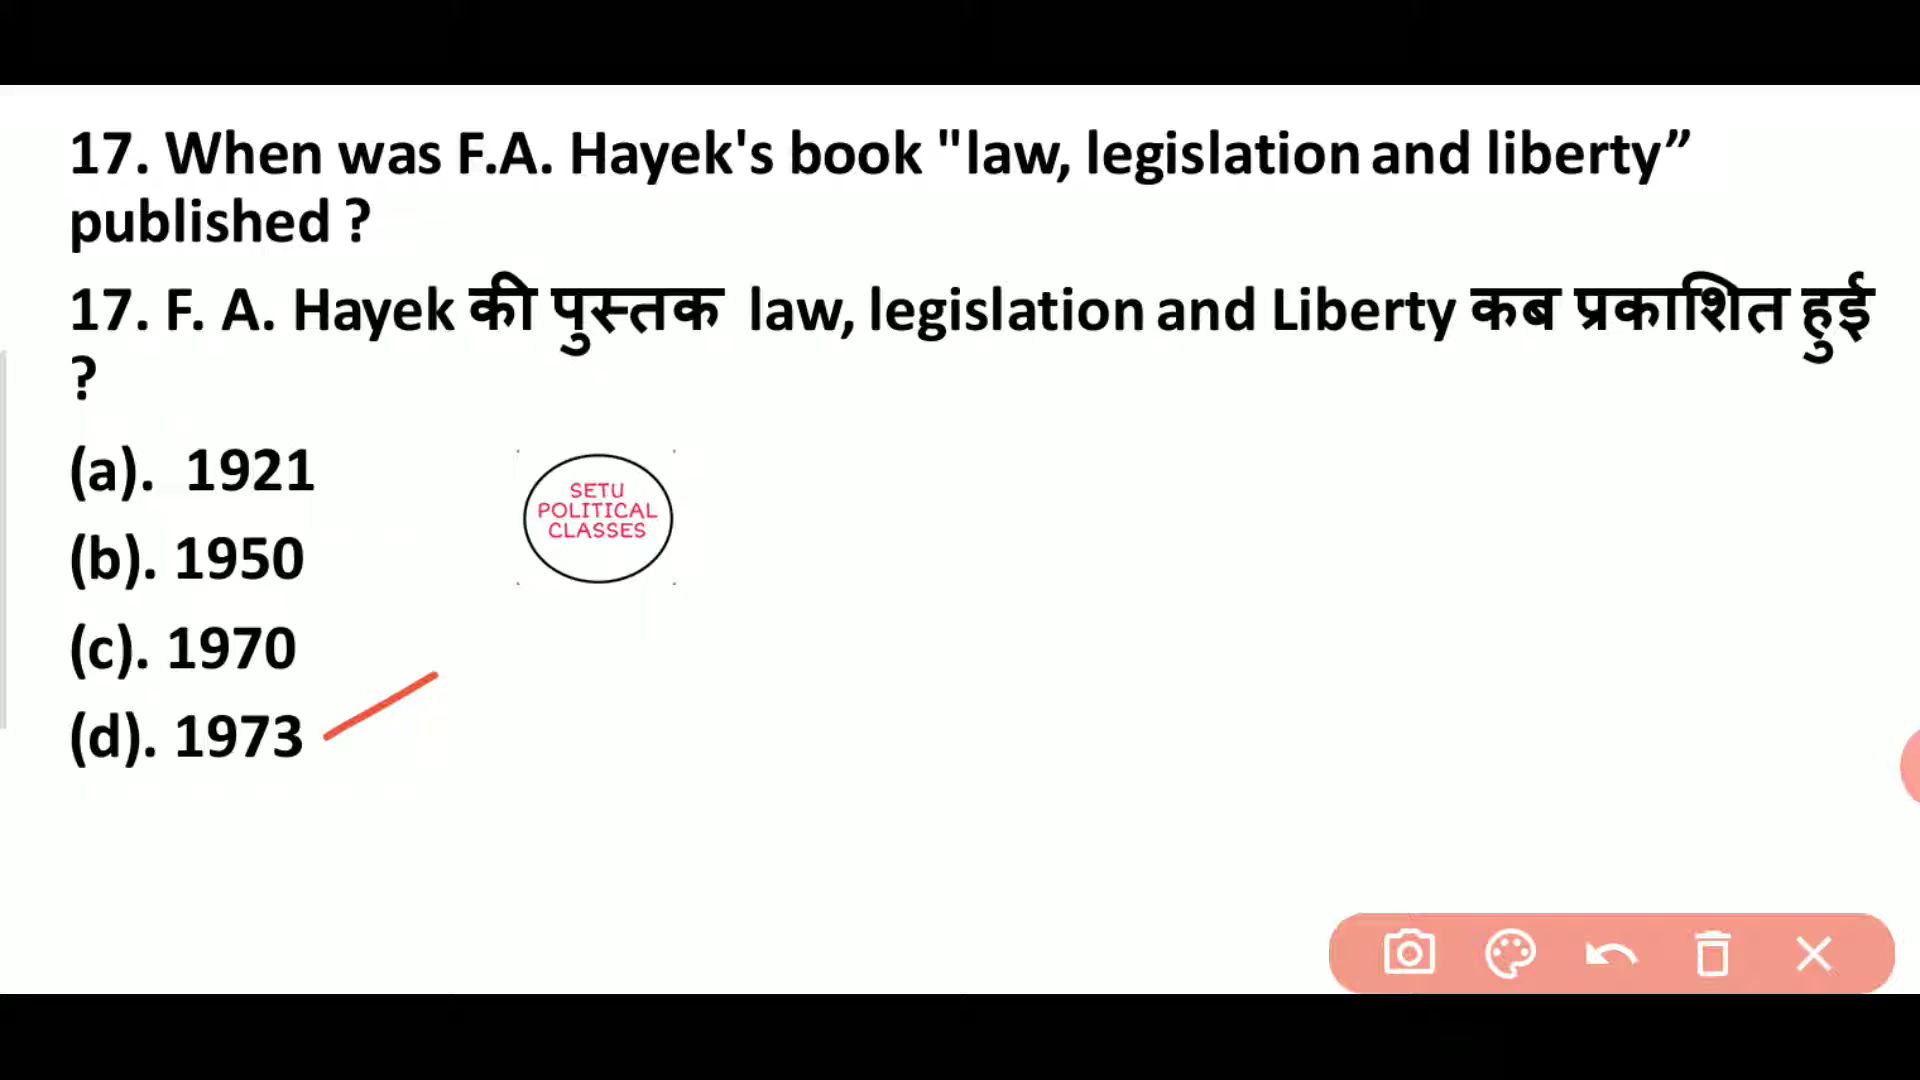 17. When was F.A. Hayek's book "law, legislation and liberty”
published ?
17. F. A. Hayek की पुस्तक law, legislation and Liberty कब प्रकाशित हुई
?
(a). 1921
(b). 1950
(c). 1970
(d). 1973
SETU
POLITICAL
CLASSES